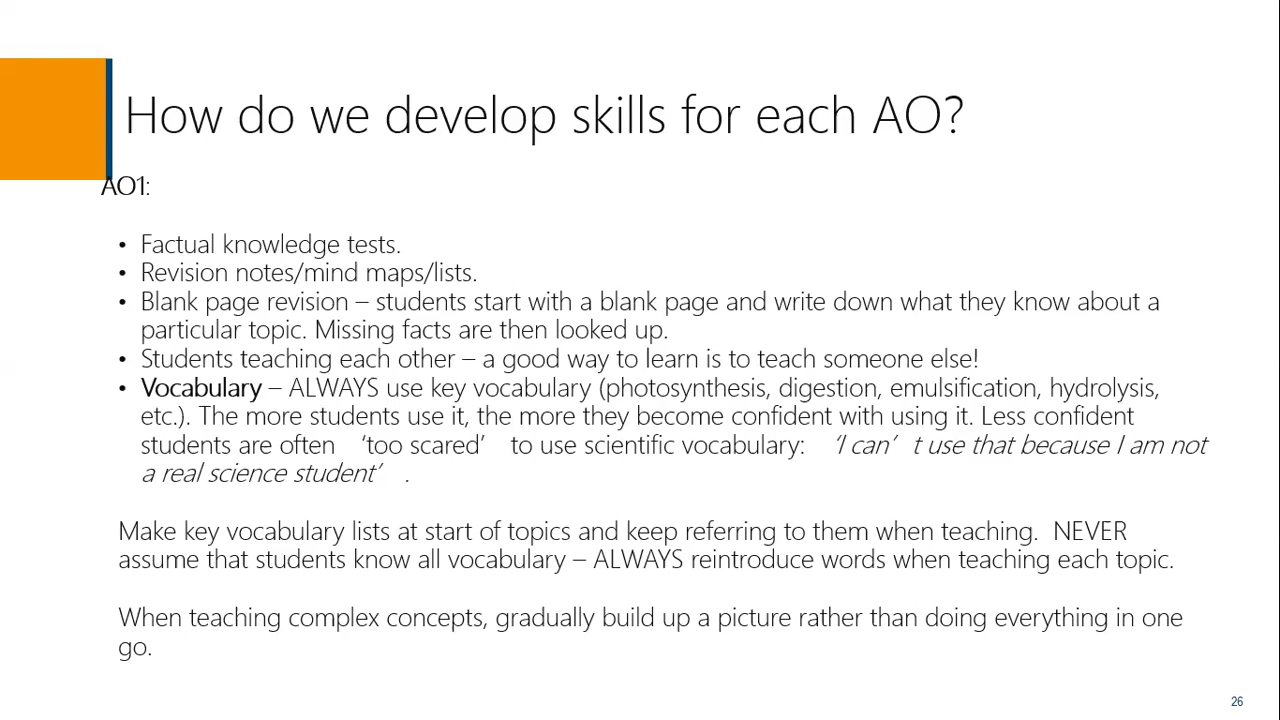 How do we develop skills for each AO?
AO1:
• Factual knowledge tests.
• Revision notes/mind maps/lists.
• Blank page revision – students start with a blank page and write down what they know about a
particular topic. Missing facts are then looked up.
• Students teaching each other – a good way to learn is to teach someone else!
• Vocabulary – ALWAYS use key vocabulary (photosynthesis, digestion, emulsification, hydrolysis,
etc.). The more students use it, the more they become confident with using it. Less confident
students are often ‘too scared’ to use scientific vocabulary: ‘I can’ t use that because I am not
a real science student’ .
Make key vocabulary lists at start of topics and keep referring to them when teaching. NEVER
assume that students know all vocabulary – ALWAYS reintroduce words when teaching each topic.
When teaching complex concepts, gradually build up a picture rather than doing everything in one
go.
26